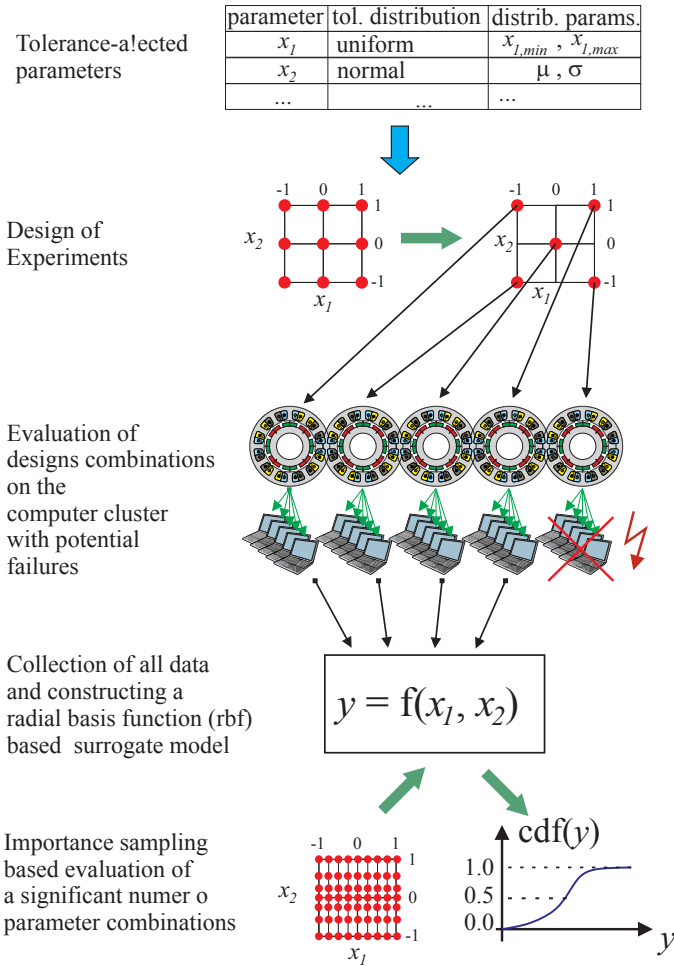 parameter tol. distribution distrib. params.
Tolerance-a!ected
parameters
x1 uniform x1,min , x1,max
x2 normal μ , σ
... ... ...
Design of
Experiments
-1 0 1
1
x2 0
-1
x1
-1 0 1
1
x2 0
-1
x1
Evaluation of
designs combinations
on the
computer cluster
with potential
failures
Collection of all data
and constructing a
radial basis function (rbf)
based surrogate model
y = f(x1, x2)
Importance sampling
based evaluation of
a significant numer o
parameter combinations
-1 0 1
1
x2 0
-1
x1
cdf(y)
1.0
0.5
0.0
y